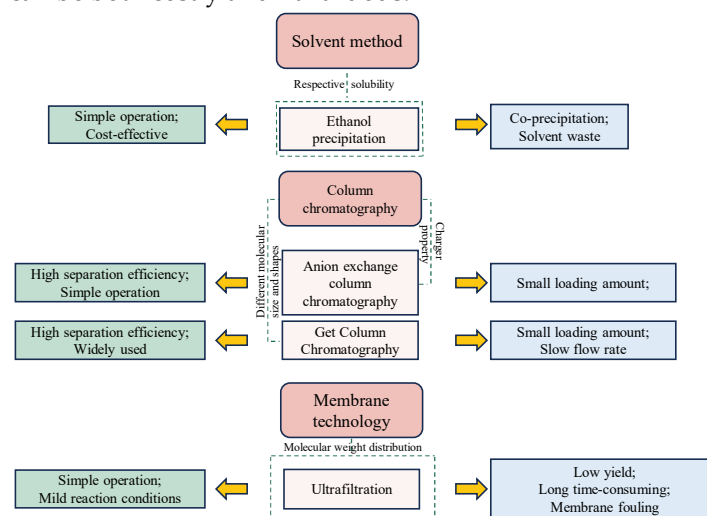 Solvent method
Respective solubility
Simple operation;
Cost-effective
Ethanol
precipitation
Co-precipitation;
Solvent waste
Column
chromatography
Different molecular
size and shapes
Charger
property
High separation efficiency;
Simple operation
Anion exchange
column
chromatography
Small loading amount;
High separation efficiency;
Widely used
Get Column
Chromatography
Small loading amount;
Slow flow rate
Membrane
technology
Molecular weight distribution
Simple operation;
Mild reaction conditions
Ultrafiltration
Low yield;
Long time-consuming;
Membrane fouling